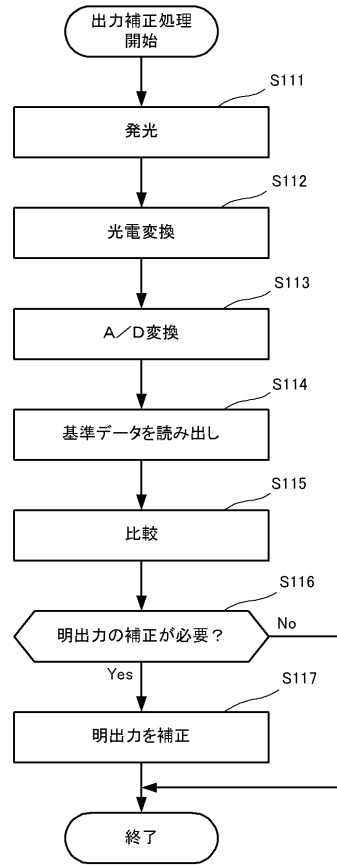 出力補正処理
開始
S111
発光
S112
光電変換
S113
A／D変換
S114
基準データを読み出し
S115
比較
S116
明出力の補正が必要？
No
Yes
S117
明出力を補正
終了